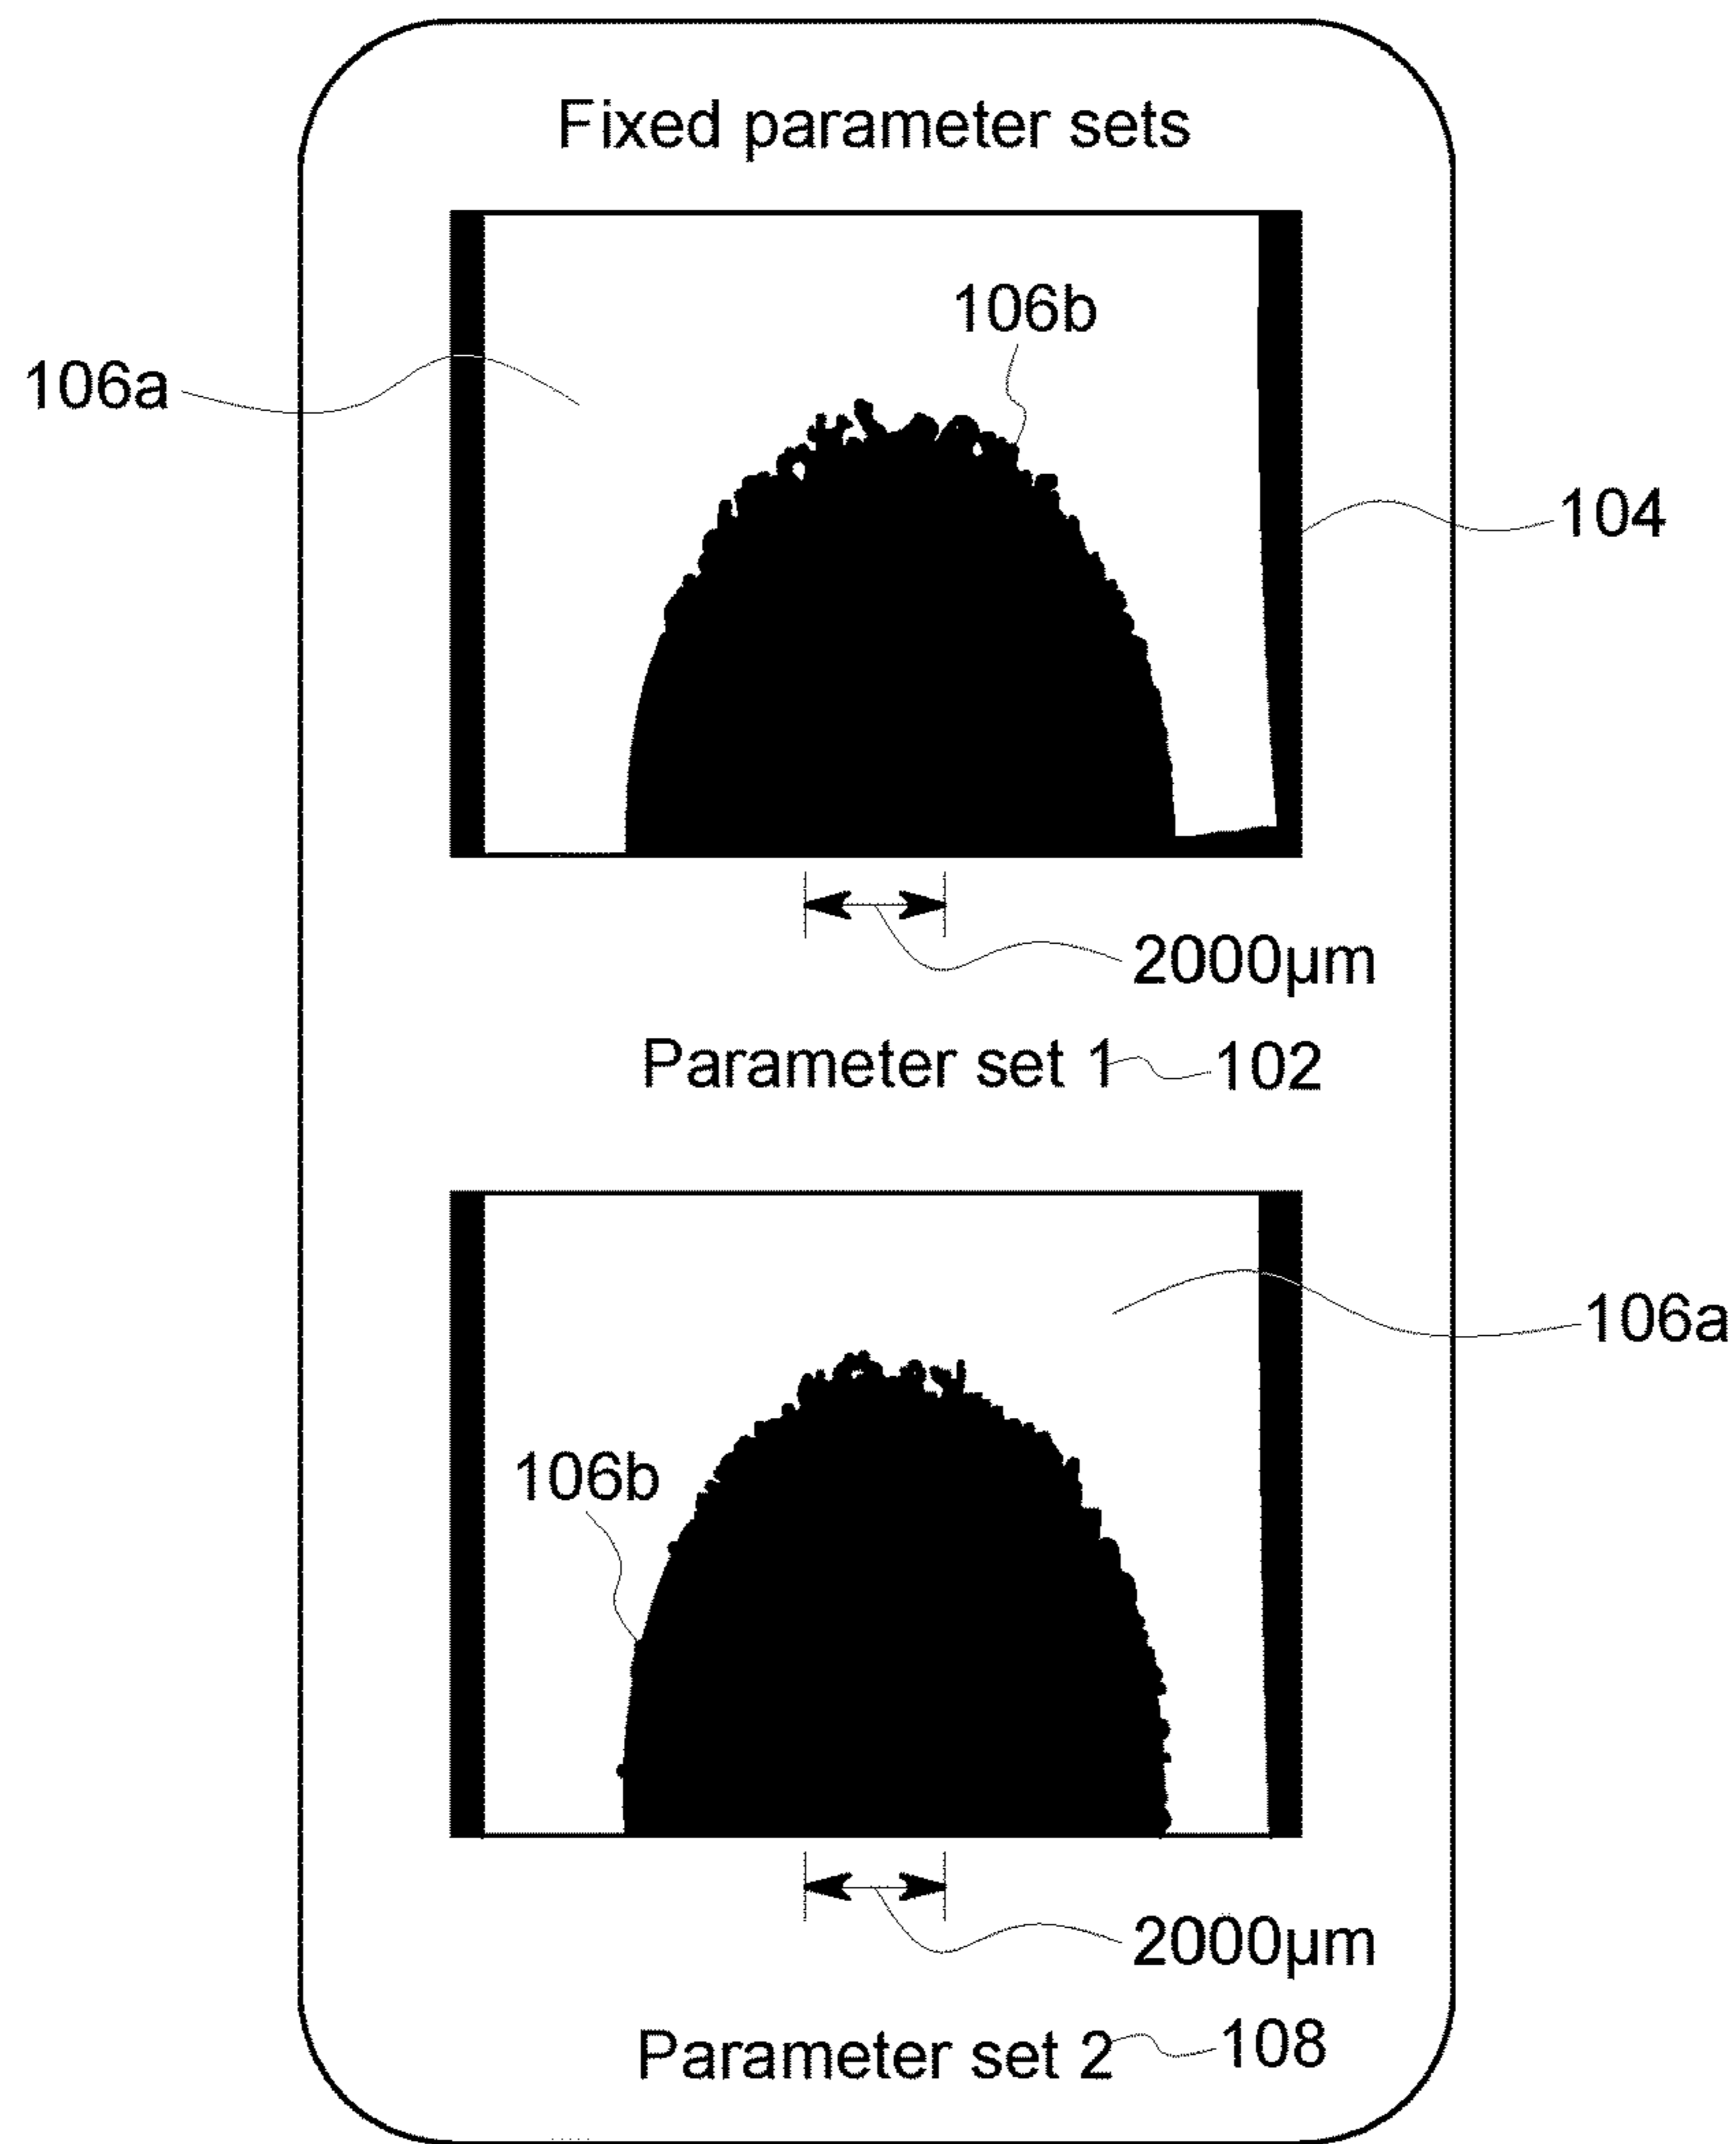 Fixed parameter sets
106b
106a
104
2000µm
Parameter set 1 102
106a
106b
2000µm
Parameter set 2 108